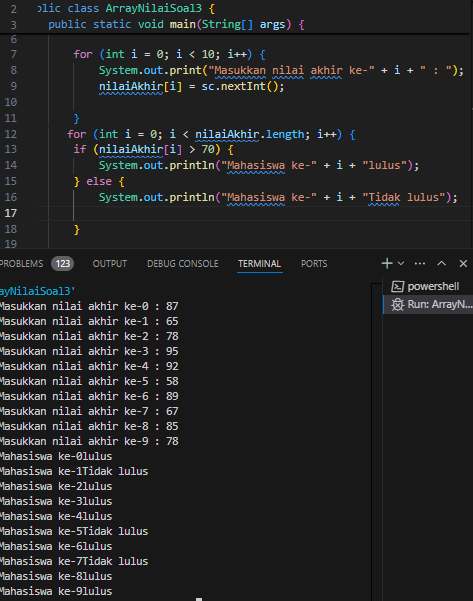 2 blic class ArrayNilaiSoal3 {
3 public static void main(String[] args) {
6
7 for (int i = 0; i < 10; i++) {
8 System.out.print("Masukkan nilai akhir ke-" + i + " : ");
9 nilaiAkhir[i] = sc.nextInt();
10
11 }
12 for (int i = 0; i < nilaiAkhir.length; i++) {
13 if (nilaiAkhir[i] > 70) {
14 System.out.println("Mahasiswa ke-" + i + "lulus");
15 } else {
16 System.out.println("Mahasiswa ke-" + i + "Tidak lulus");
17
18 }
19
PROBLEMS 123 OUTPUT DEBUG CONSOLE TERMINAL PORTS
ayNilaiSoal3'
Masukkan nilai akhir ke-0 : 87
Masukkan nilai akhir ke-1 : 65
Masukkan nilai akhir ke-2 : 78
Masukkan nilai akhir ke-3 : 95
Masukkan nilai akhir ke-4 : 92
Masukkan nilai akhir ke-5 : 58
Masukkan nilai akhir ke-6 : 89
Masukkan nilai akhir ke-7 : 67
Masukkan nilai akhir ke-8 : 85
Masukkan nilai akhir ke-9 : 78
Mahasiswa ke-0lulus
Mahasiswa ke-1Tidak lulus
Mahasiswa ke-2lulus
Mahasiswa ke-3lulus
Mahasiswa ke-4lulus
Mahasiswa ke-5Tidak lulus
Mahasiswa ke-6lulus
Mahasiswa ke-7Tidak lulus
Mahasiswa ke-8lulus
Mahasiswa ke-9lulus
powershell
Run: ArrayN...